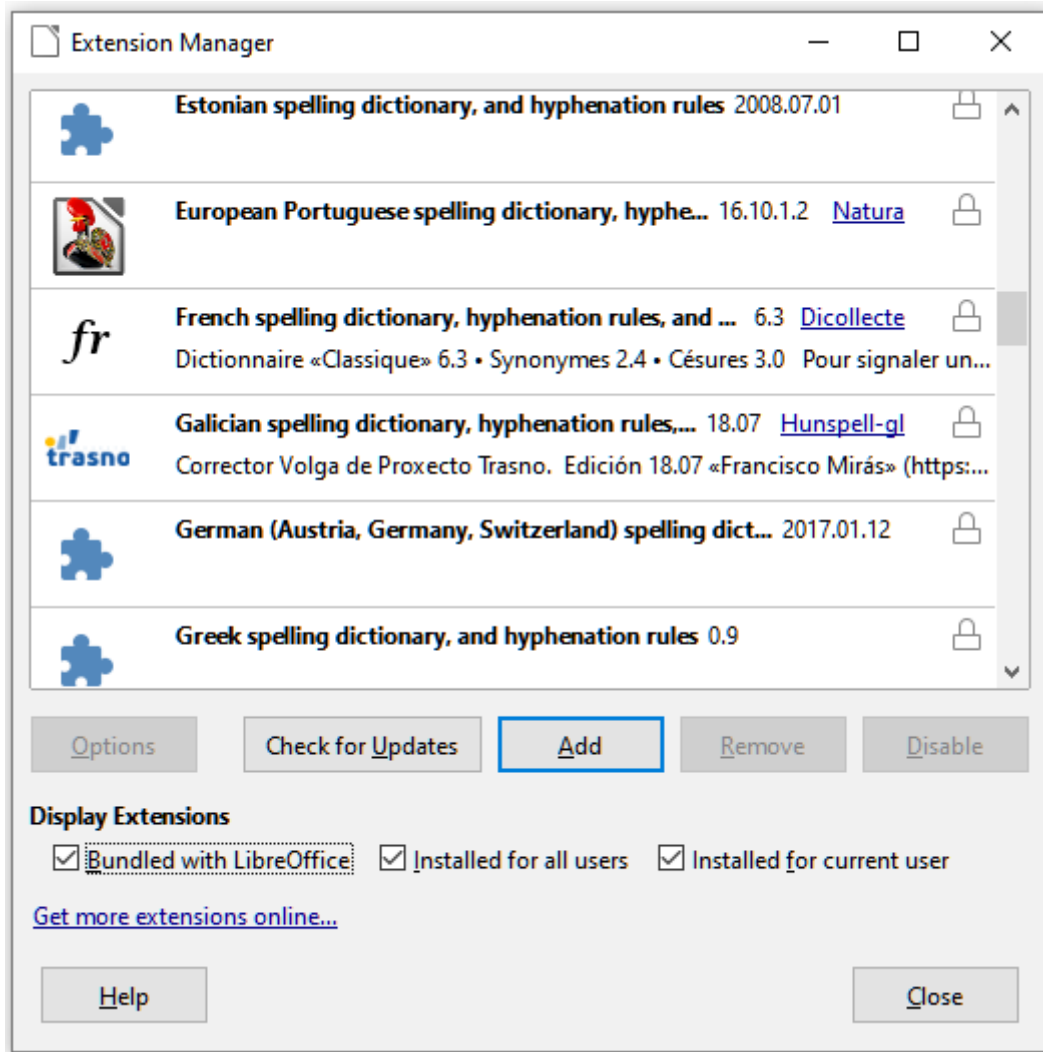 Extension Manager
Estonian spelling dictionary, and hyphenation rules 2008.07.01
European Portuguese spelling dictionary, hyphe... 16.10.1.2 Natura
fr
French spelling dictionary, hyphenation rules, and ... 6.3 Dicollecte
Dictionnaire «Classique» 6.3 • Synonymes 2.4 • Césures 3.0 Pour signaler un...
trasno
Galician spelling dictionary, hyphenation rules,... 18.07 Hunspell-gl
Corrector Volga de Proxecto Trasno. Edición 18.07 «Francisco Mirás» (https:...
German (Austria, Germany, Switzerland) spelling dict... 2017.01.12
Greek spelling dictionary, and hyphenation rules 0.9
Options Check for Updates Add Remove Disable
Display Extensions
Bundled with LibreOffice Installed for all users Installed for current user
Get more extensions online...
Help Close